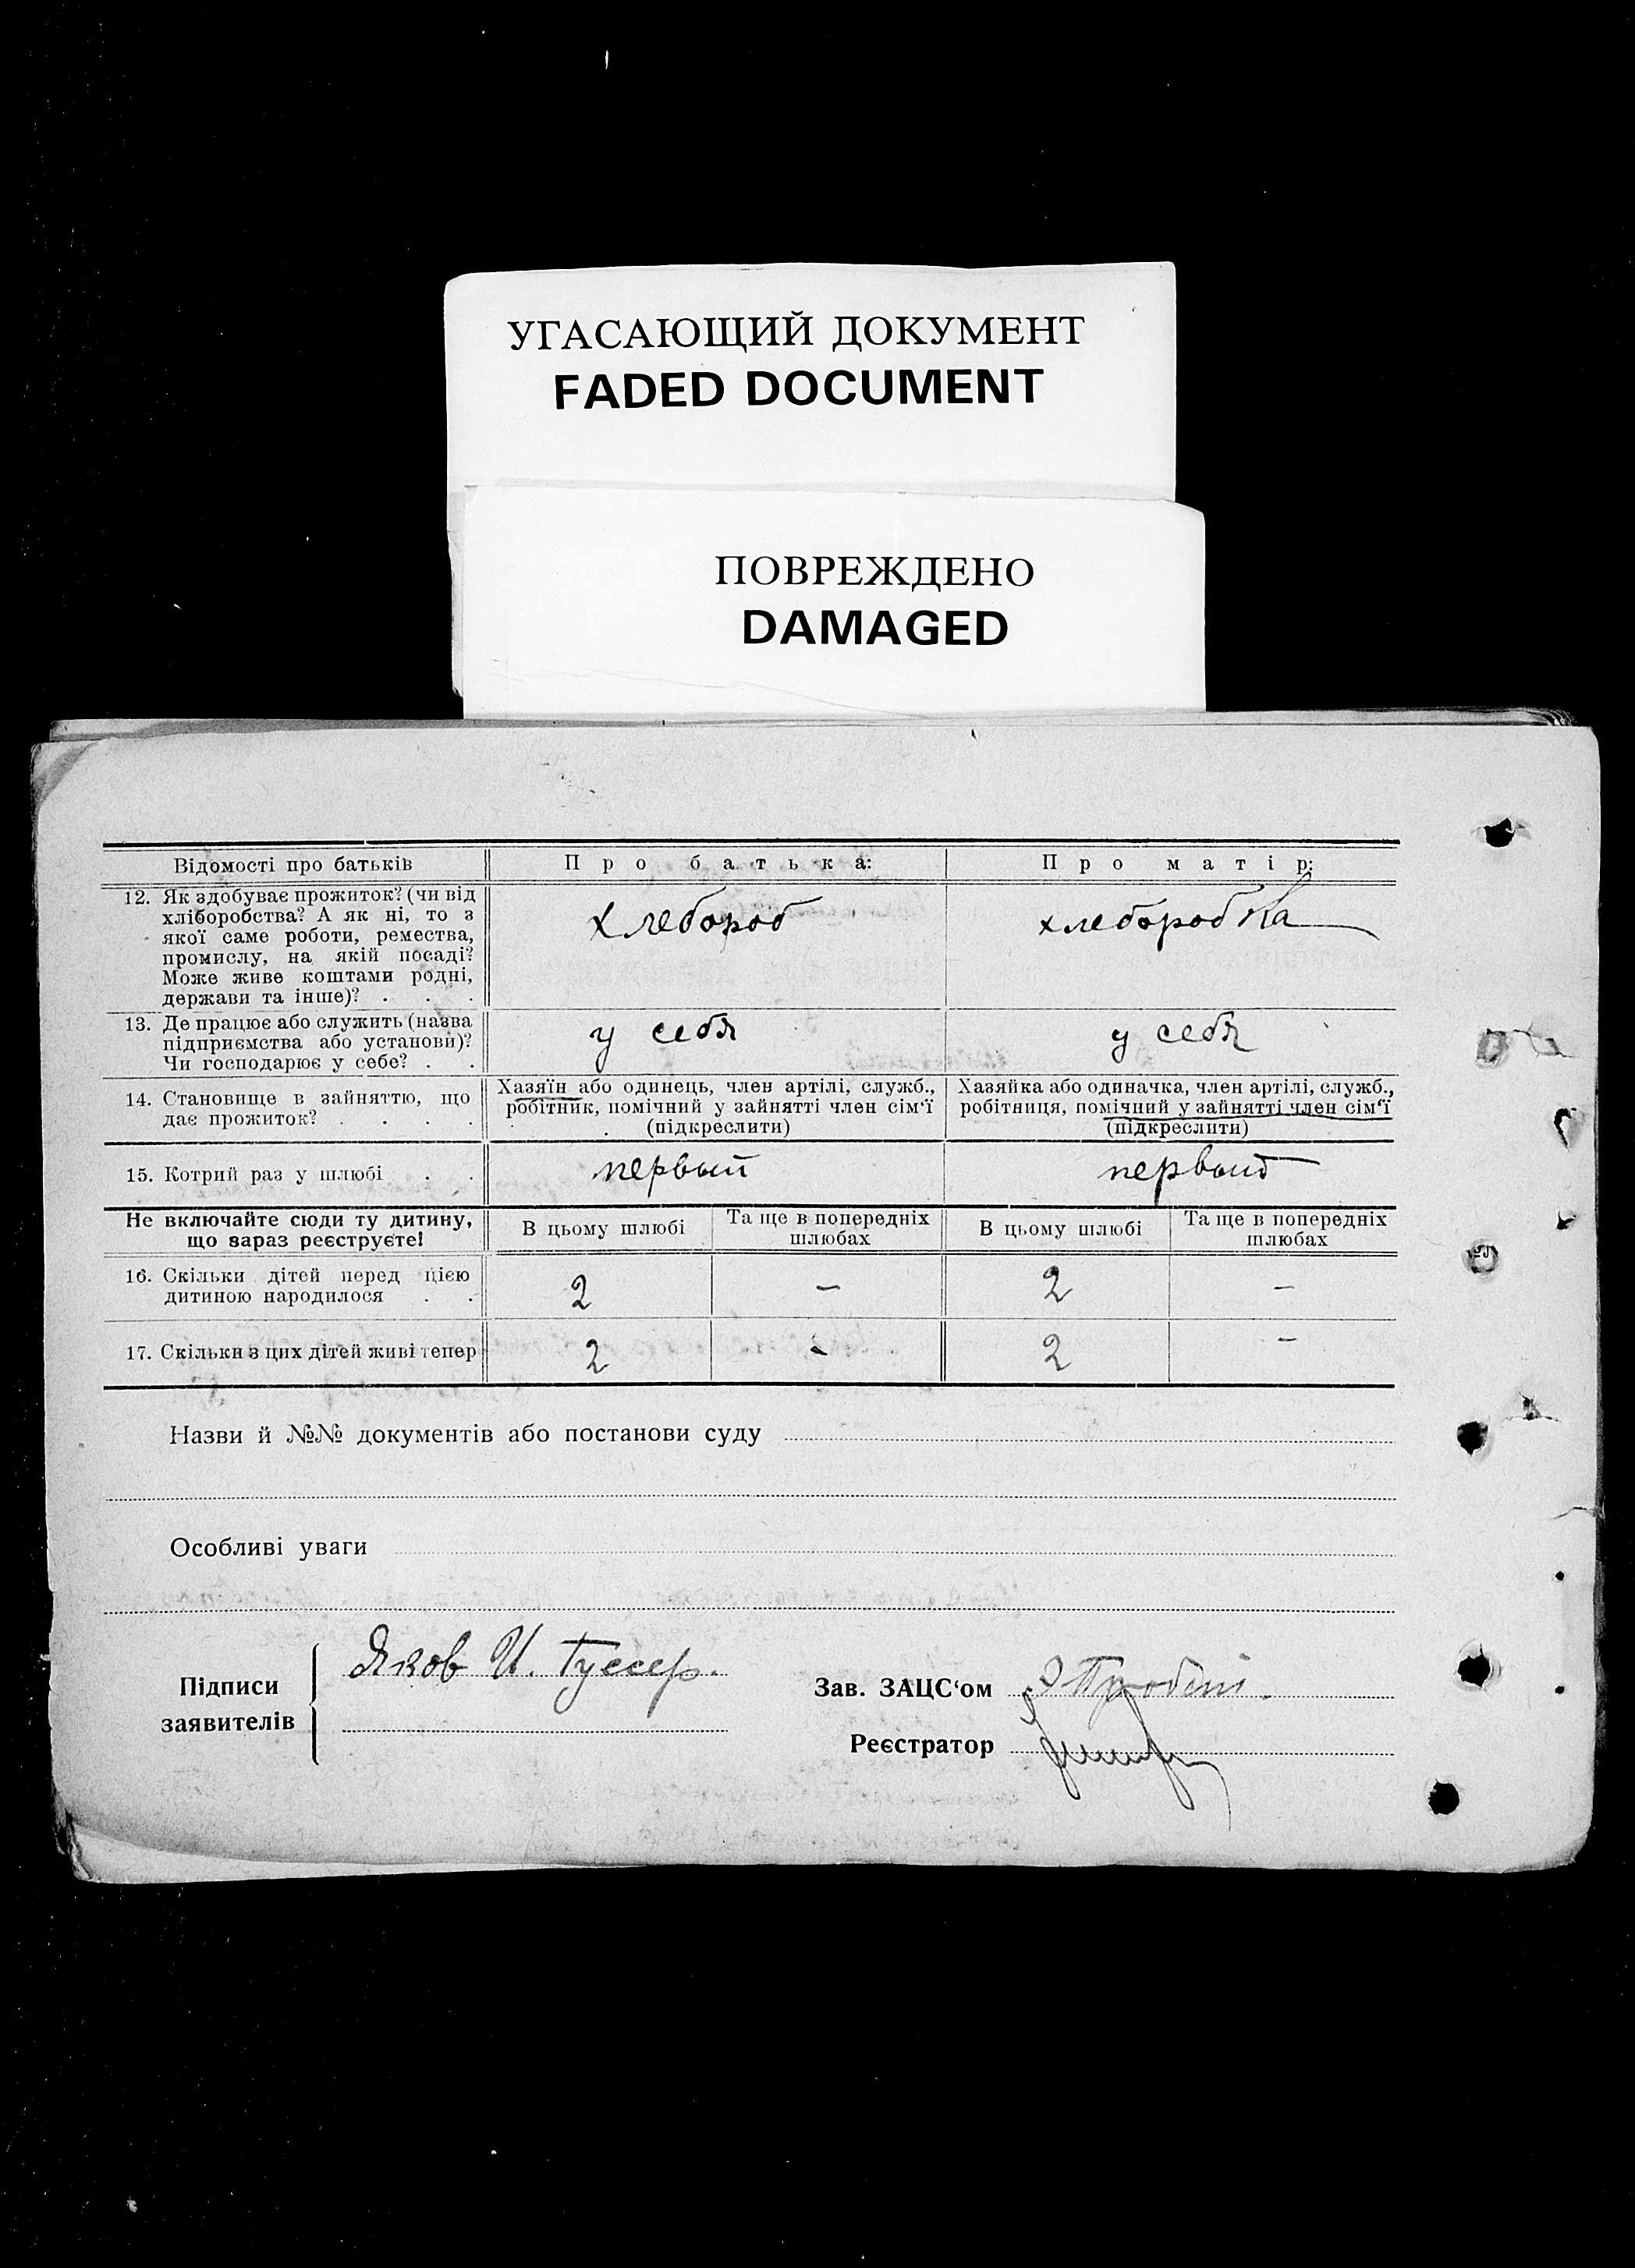 УГАСАЮЩИЙ ДОКУМЕНТ
FADED DOCUMENT
ПОВРЕЖДЕНО
DAMAGED
Відомості про батьків
Про батька:
Про матір:
12. Як здобуває прожиток? (чи від
хліборобства? А як ні, то з
якої саме роботи, ремества,
промислу, на якій посаді?
Може живе коштами родні,
держави та інше)? . . .
хлебороб
хлеборобка
13. Де працює або служить (назва
підприємства або установи)?
Чи господарює у себе? . .
у себя
у себя
14. Становище в зайняттю, що
дає прожиток? . . . .
Хазяїн або одинець, член артілі, служб.,
робітник, помічний у зайнятті член сім'ї
(підкреслити)
Хазяйка або одиначка, член артілі, служб.,
робітниця, помічний у зайнятті член сім'ї
(підкреслити)
15. Котрий раз у шлюбі . .
первый
первый
Не включайте сюди ту дитину,
що зараз реєструєте!
В цьому шлюбі
Та ще в попередніх
шлюбах
В цьому шлюбі
Та ще в попередніх
шлюбах
16. Скільки дітей перед цією
дитиною народилося . .
2
–
2
–
17. Скільки з цих дітей живі тепер
2
-
2
–
Назви й №№ документів або постанови суду
Особливі уваги
Підписи
заявителів
Яков И.
Зав. ЗАЦС‘ом
Реєстратор